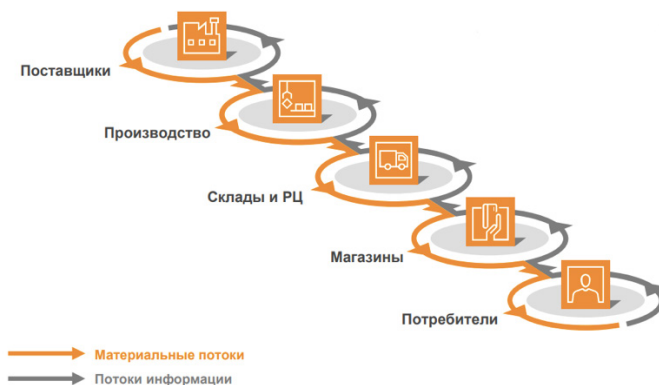 Поставщики
Производство
Склады и РЦ
Магазины
Потребители
Материальные потоки
Потоки информации